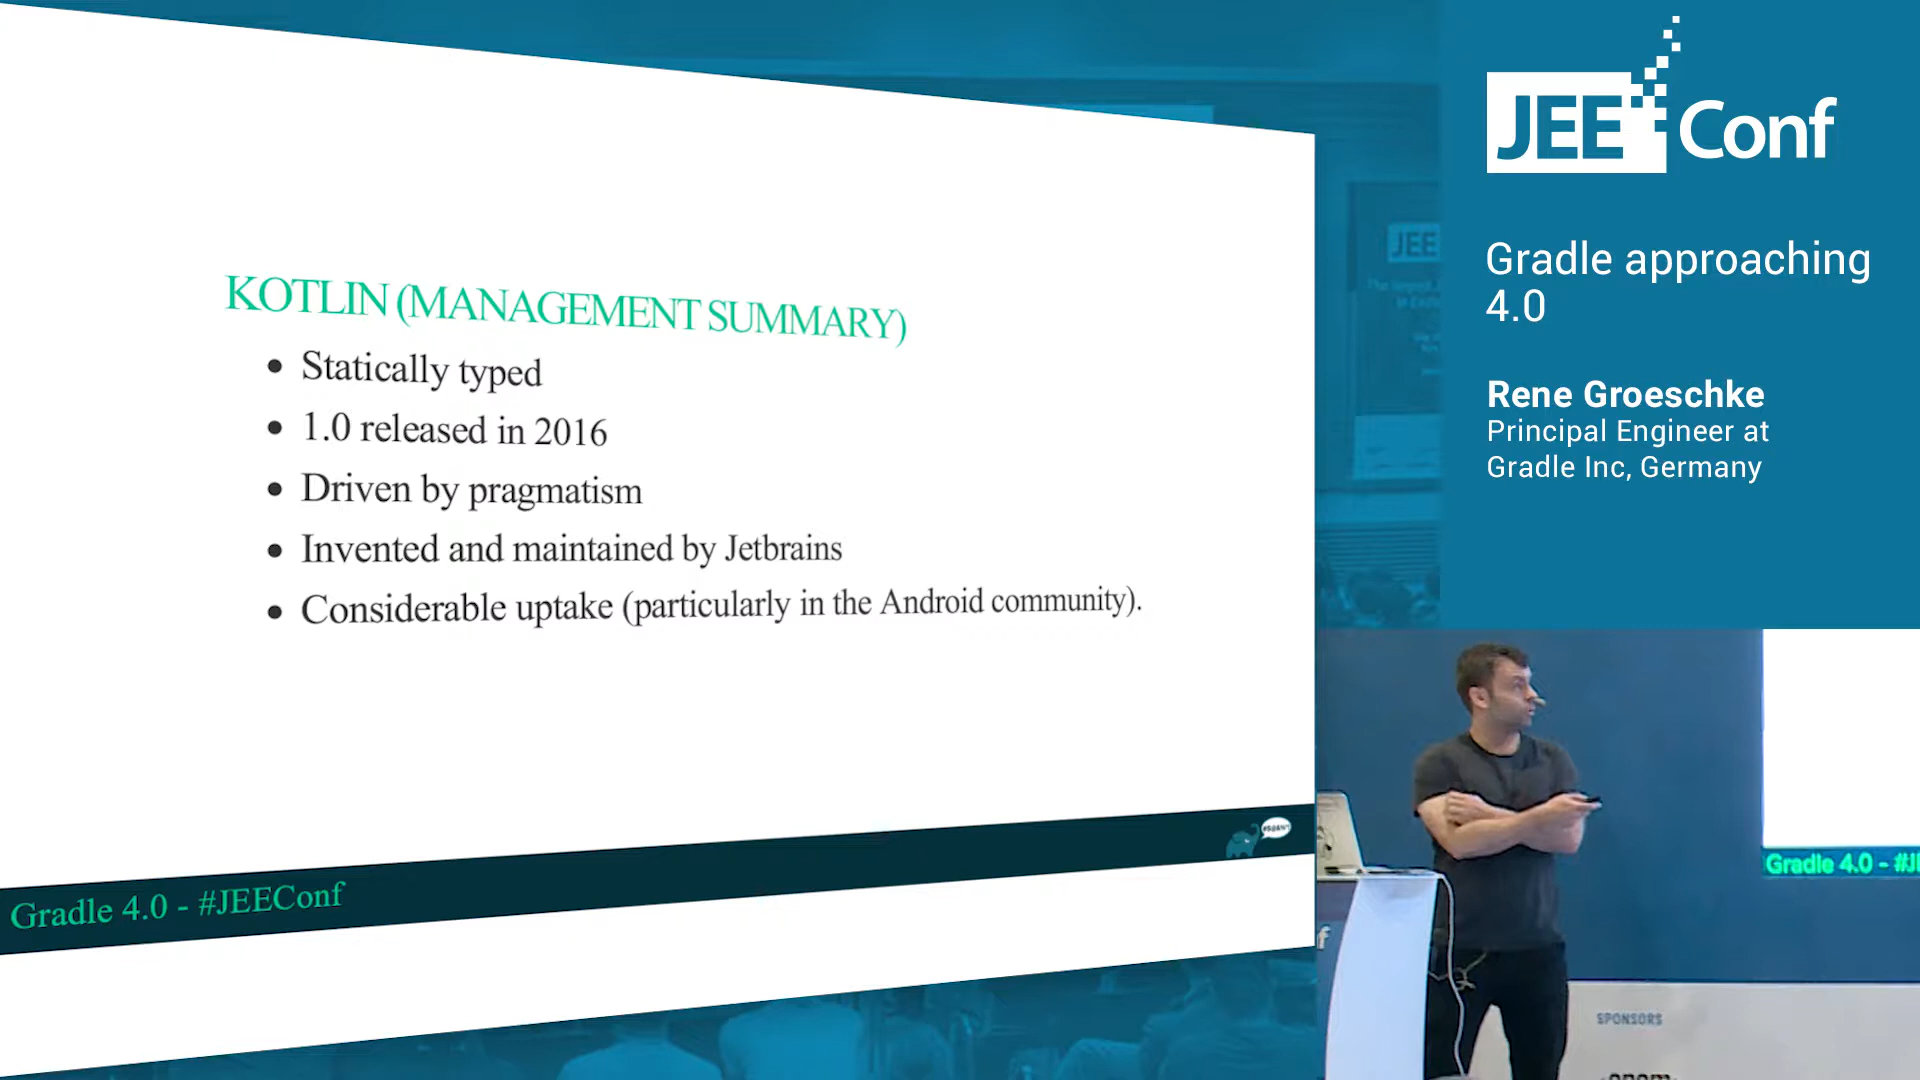 KOTLIN (MANAGEMENT SUMMARY)
Statically typed
1.0 released in 2016
Driven by pragmatism
Invented and maintained by Jetbrains
Considerable uptake (particularly in the Android community).
Gradle 4.0 - #JEEConf
JEE Conf
Gradle approaching
4.0
Rene Groeschke
Principal Engineer at
Gradle Inc, Germany
JEE
Gradle 4.0 - #J
f
SPONSORS